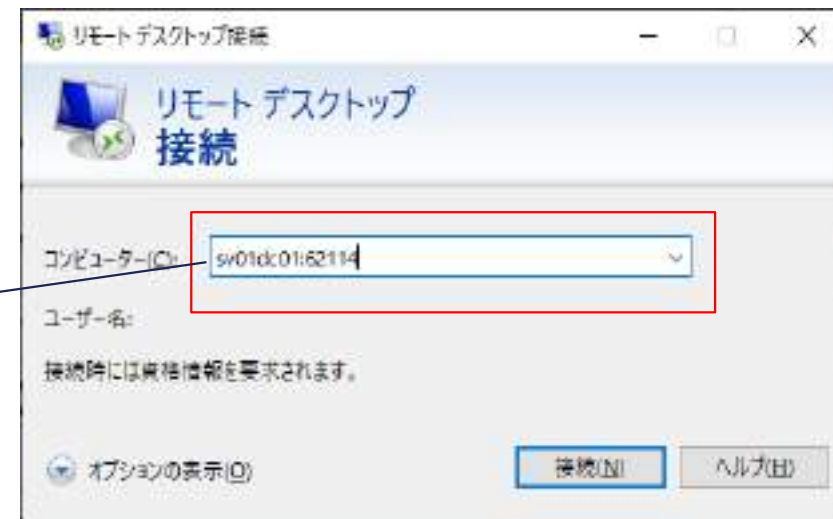 リモート デスクトップ接続
リモート デスクトップ
接続
コンピューター(C):
sv01dc01:62114
ユーザー名:
接続時には資格情報を要求されます。
オプションの表示(O)
接続(N)
ヘルプ(H)